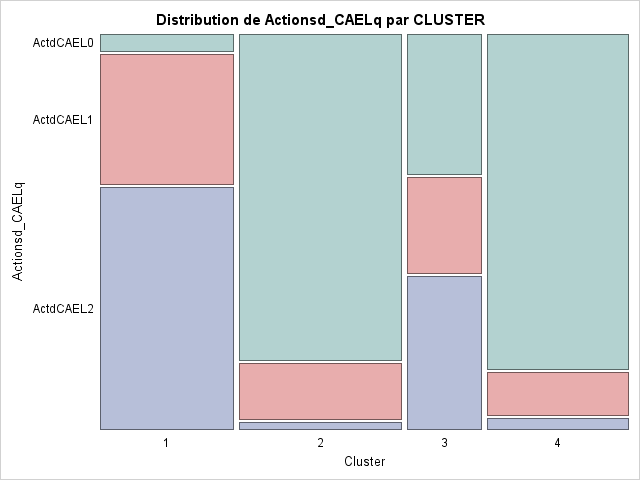 Distribution de Actionsd_CAELq par CLUSTER
ActdCAEL0
ActdCAEL1
ActdCAEL2
Actionsd_CAELq
1 2 3 4
Cluster